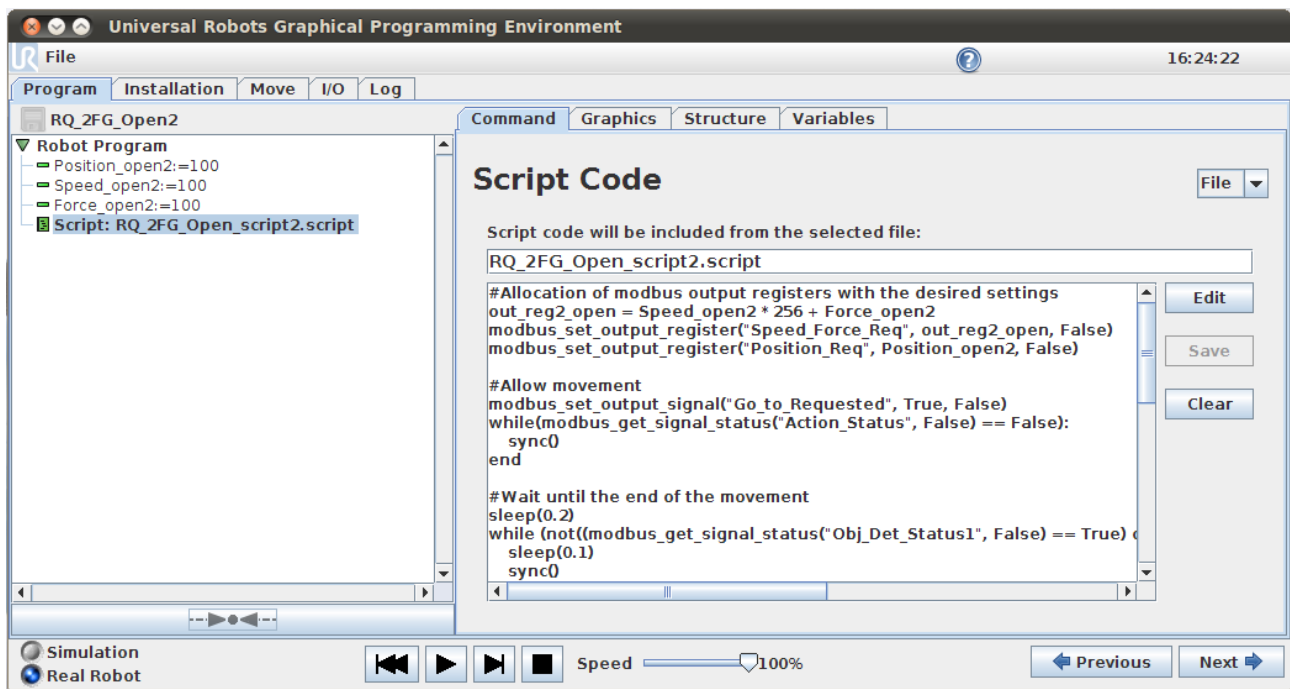 Universal Robots Graphical Programming Environment
UR File 16:24:22
Program Installation Move I/O Log
RQ_2FG_Open2
Command Graphics Structure Variables
Robot Program
Position_open2:=100
Speed_open2:=100
Force_open2:=100
Script: RQ_2FG_Open_script2.script
Script Code
File
Script code will be included from the selected file:
RQ_2FG_Open_script2.script
#Allocation of modbus output registers with the desired settings
out_reg2_open = Speed_open2 * 256 + Force_open2
modbus_set_output_register("Speed_Force_Req", out_reg2_open, False)
modbus_set_output_register("Position_Req", Position_open2, False)
#Allow movement
modbus_set_output_signal("Go_to_Requested", True, False)
while(modbus_get_signal_status("Action_Status", False) == False):
sync()
end
#Wait until the end of the movement
sleep(0.2)
while (not((modbus_get_signal_status("Obj_Det_Status1", False) == True)
sleep(0.1)
sync()
Edit
Save
Clear
Simulation
Real Robot
Speed 100%
Previous Next